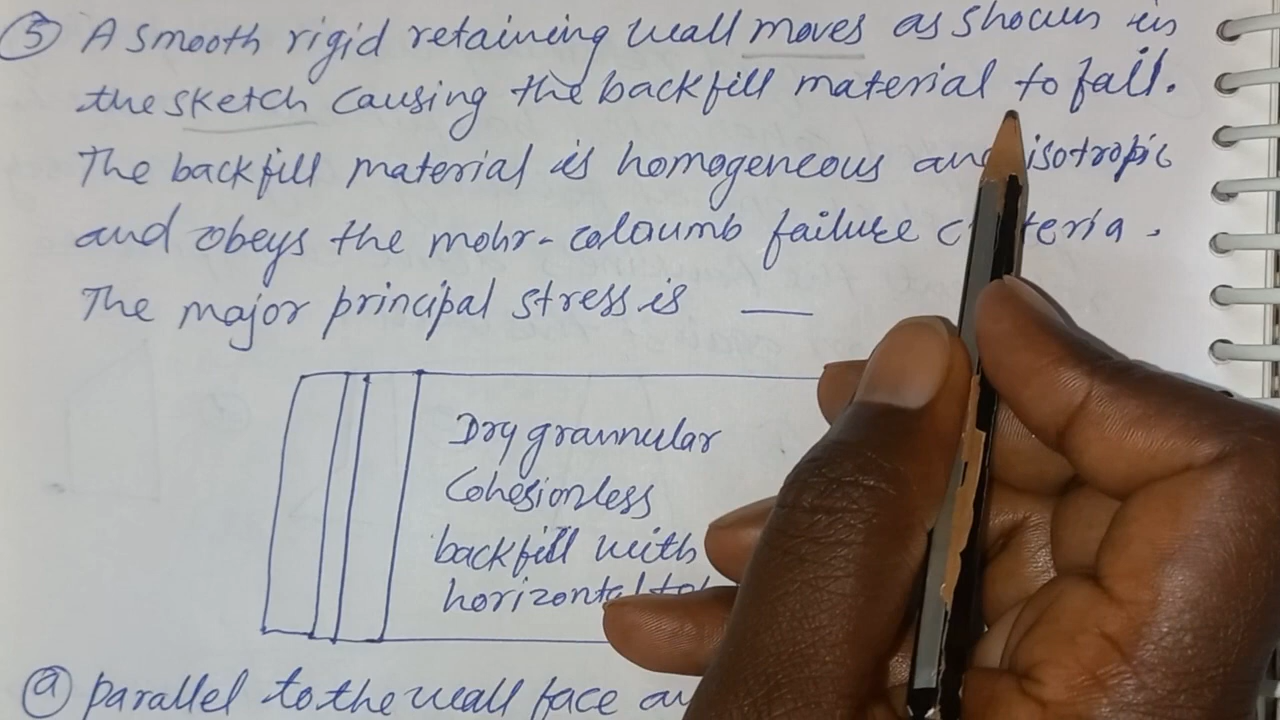 5 A smooth rigid retaining wall moves as shown in
the sketch causing the backfill material to fall.
The backfill material is homogeneous and isotropic
and obeys the mohr-coloumb failure criteria.
The major principal stress is —
Dry grannular
Cohesionless
backfill with
horizontal
a parallel to the wall face